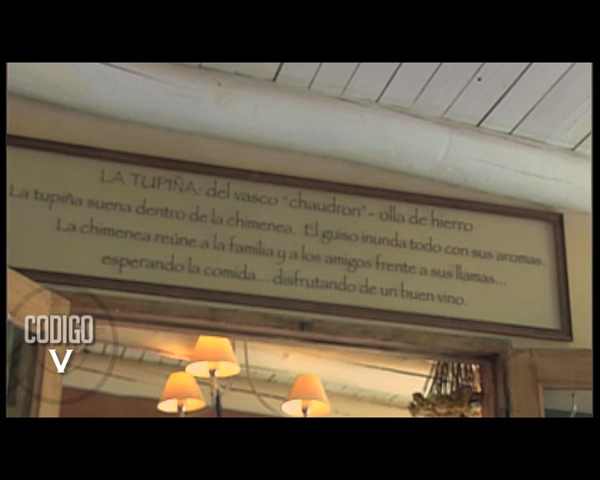 LA TUPIÑA: del vasco "chaudron" - olla de hierro
La tupiña suena dentro de la chimenea. El guiso inunda todo con sus aromas.
La chimenea reúne a la familia y a los amigos frente a sus llamas...
esperando la comida... disfrutando de un buen vino.
CODIGO
V